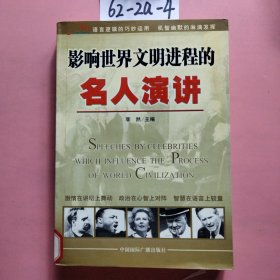 62-2a-4
语言逻辑的巧妙运用 机智幽默的淋漓发挥
影响世界文明进程的
名人演讲
章然/主编
SPEECHES BY CELEBRITIES
WHICH INFLUENCE THE PROCESS
OF WORLD CIVILIZATION
激情在讲坛上舞动 政治在心智上对阵 智慧在语言上较量
中国国际广播出版社